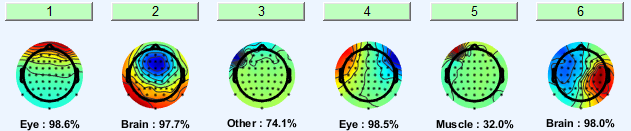 1 2 3 4 5 6
Eye : 98.6% Brain : 97.7% Other : 74.1% Eye : 98.5% Muscle : 32.0% Brain : 98.0%